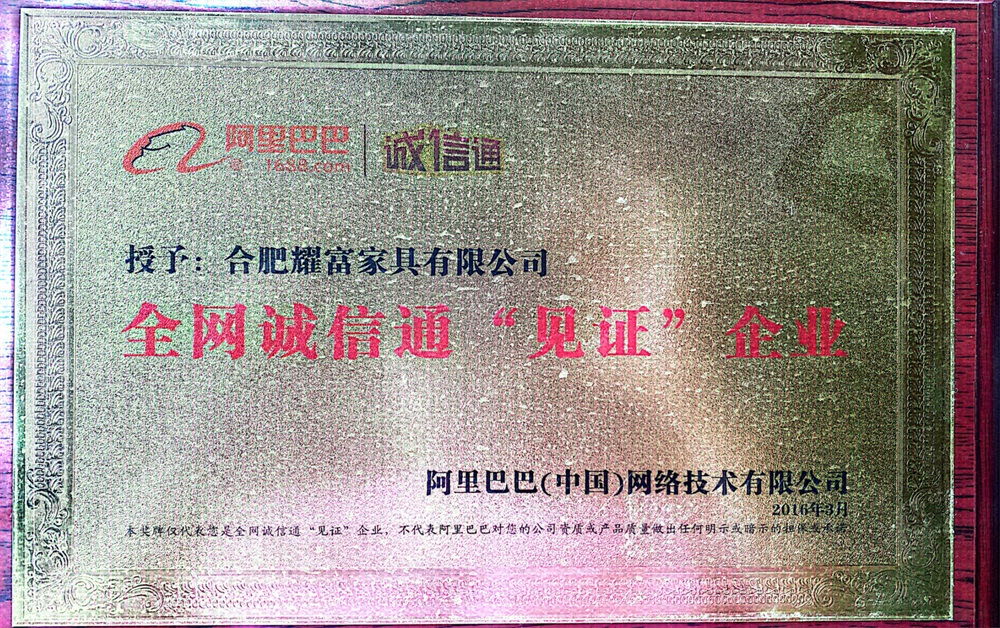 阿里巴巴 诚信通
1688.com
授予：合肥耀富家具有限公司
全网诚信通“见证”企业
阿里巴巴(中国)网络技术有限公司
2016年3月
本奖牌仅代表您是全网诚信通“见证”企业，不代表阿里巴巴对您的公司资质或产品质量做出任何明示或暗示的担保或承诺